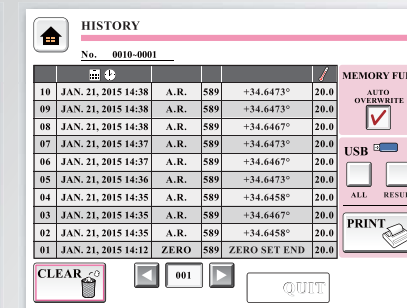 HISTORY
No. 0010~0001
10 JAN. 21, 2015 14:38 A.R. 589 +34.6473° 20.0
09 JAN. 21, 2015 14:38 A.R. 589 +34.6473° 20.0
08 JAN. 21, 2015 14:38 A.R. 589 +34.6467° 20.0
07 JAN. 21, 2015 14:37 A.R. 589 +34.6473° 20.0
06 JAN. 21, 2015 14:37 A.R. 589 +34.6467° 20.0
05 JAN. 21, 2015 14:36 A.R. 589 +34.6473° 20.0
04 JAN. 21, 2015 14:35 A.R. 589 +34.6458° 20.0
03 JAN. 21, 2015 14:35 A.R. 589 +34.6467° 20.0
02 JAN. 21, 2015 14:35 A.R. 589 +34.6458° 20.0
01 JAN. 21, 2015 14:12 ZERO 589 ZERO SET END 20.0
MEMORY FU
AUTO
OVERWRITE
USB
ALL RESU
PRINT
CLEAR
001
QUIT